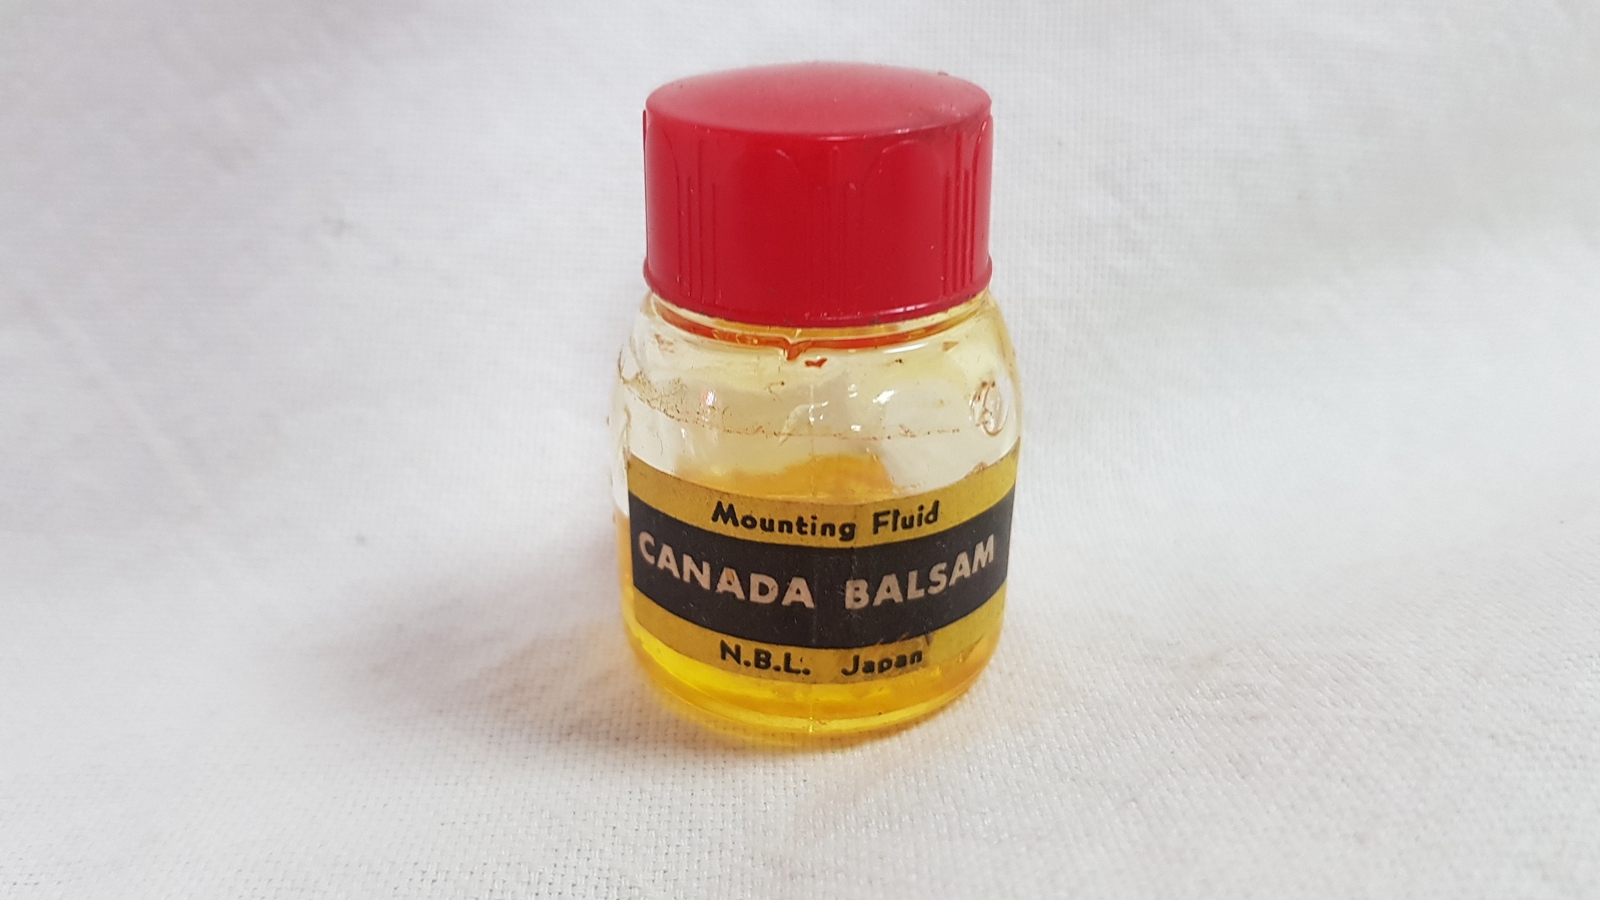 Mounting Fluid
CANADA BALSAM
N.B.L. Japan